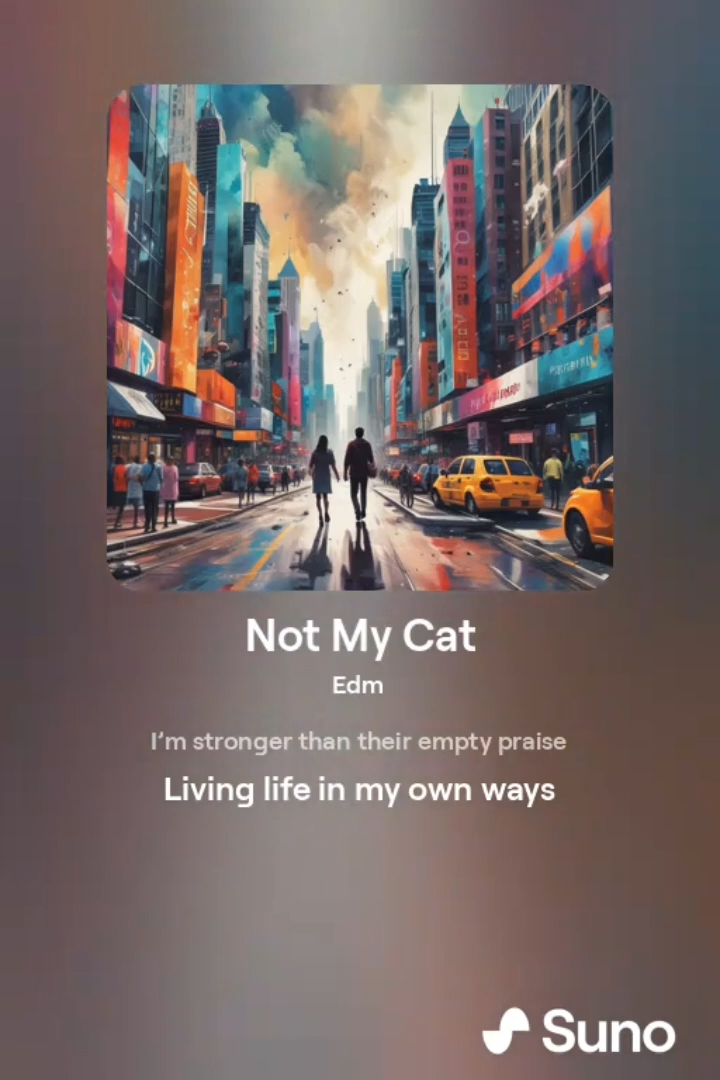 Not My Cat
Edm
I'm stronger than their empty praise
Living life in my own ways
Suno